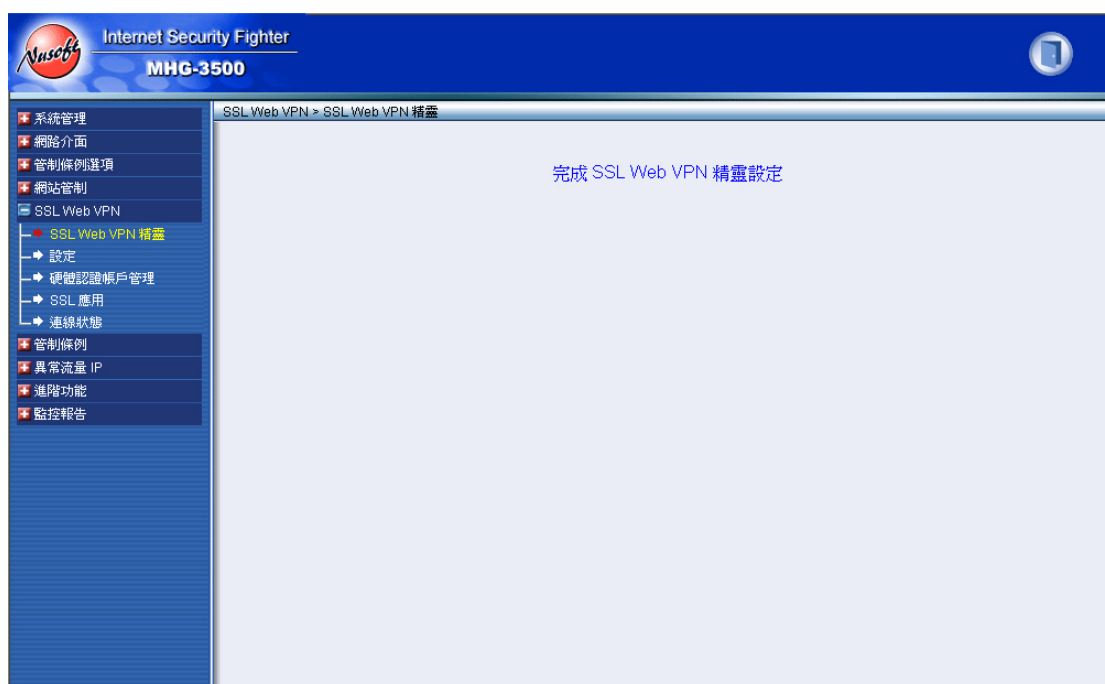 Nusoft
Internet Security Fighter
MHG-3500
SSL Web VPN > SSL Web VPN 精靈
系統管理
網路介面
管制條例選項
網站管制
SSL Web VPN
SSL Web VPN 精靈
設定
硬體認證帳戶管理
SSL 應用
連線狀態
管制條例
異常流量 IP
進階功能
監控報告
完成 SSL Web VPN 精靈設定